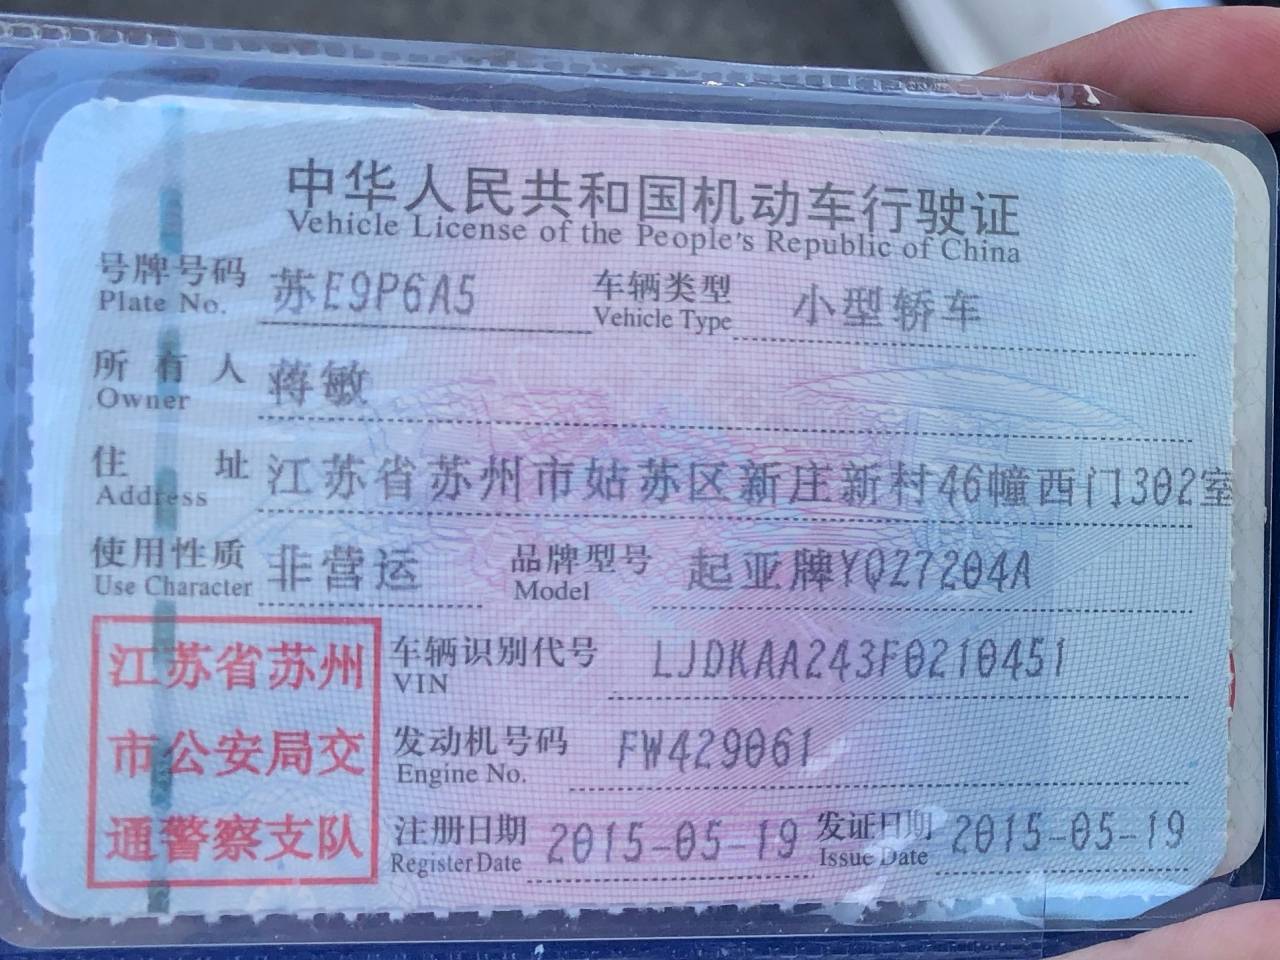 中华人民共和国机动车行驶证
Vehicle License of the People's Republic of China
号牌号码 苏E9P6A5 车辆类型 小型轿车
Plate No. Vehicle Type
所有人 蒋敏
Owner
住址 江苏省苏州市姑苏区新庄新村46幢西门302室
Address
使用性质 非营运 品牌型号 起亚牌YQZ7204A
Use Character Model
江苏省苏州
市公安局交
通警察支队
车辆识别代号 LJDKAA243F0210451
VIN
发动机号码 FW429061
Engine No.
注册日期 2015-05-19 发证日期 2015-05-19
Register Date Issue Date